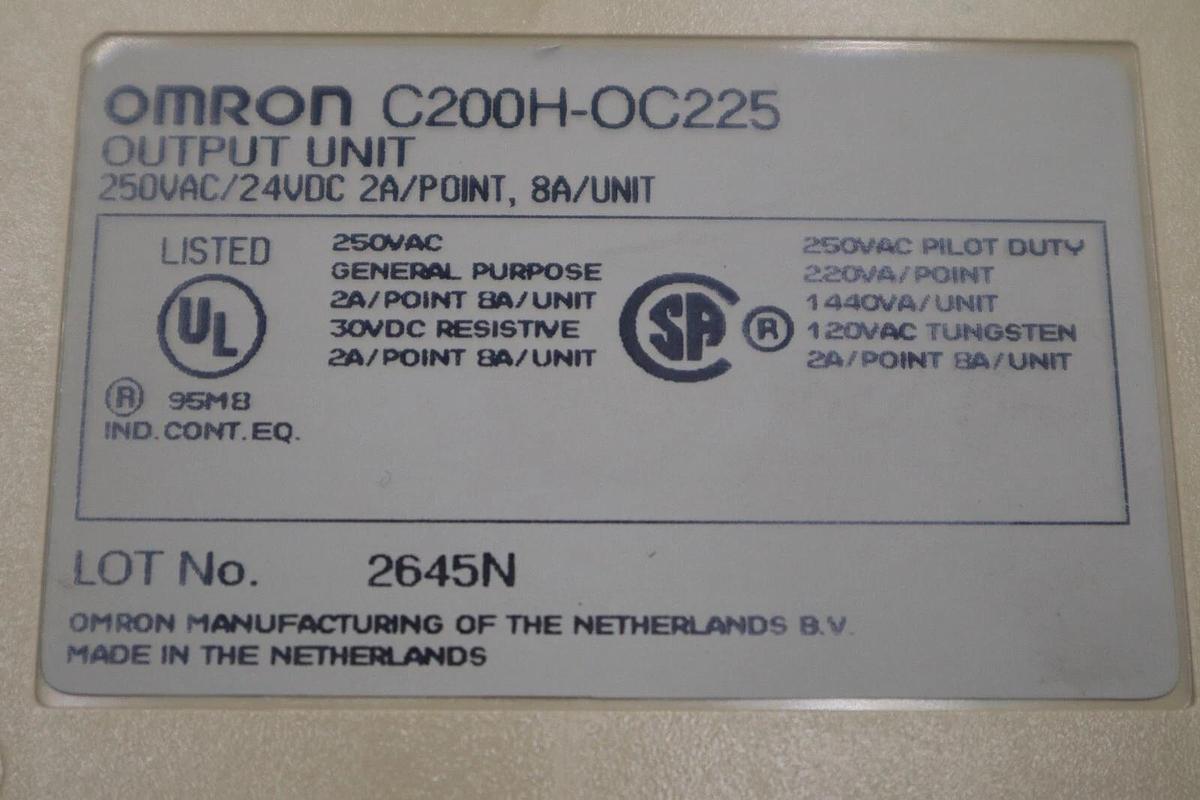 OMRON C200H-OC225
OUTPUT UNIT
250VAC/24VDC 2A/POINT, 8A/UNIT
LISTED
UL
® 95M8
IND. CONT. EQ.
250VAC
GENERAL PURPOSE
2A/POINT 8A/UNIT
30VDC RESISTIVE
2A/POINT 8A/UNIT
SA ®
250VAC PILOT DUTY
220VA/POINT
1440VA/UNIT
120VAC TUNGSTEN
2A/POINT 8A/UNIT
LOT No. 2645N
OMRON MANUFACTURING OF THE NETHERLANDS B.V.
MADE IN THE NETHERLANDS